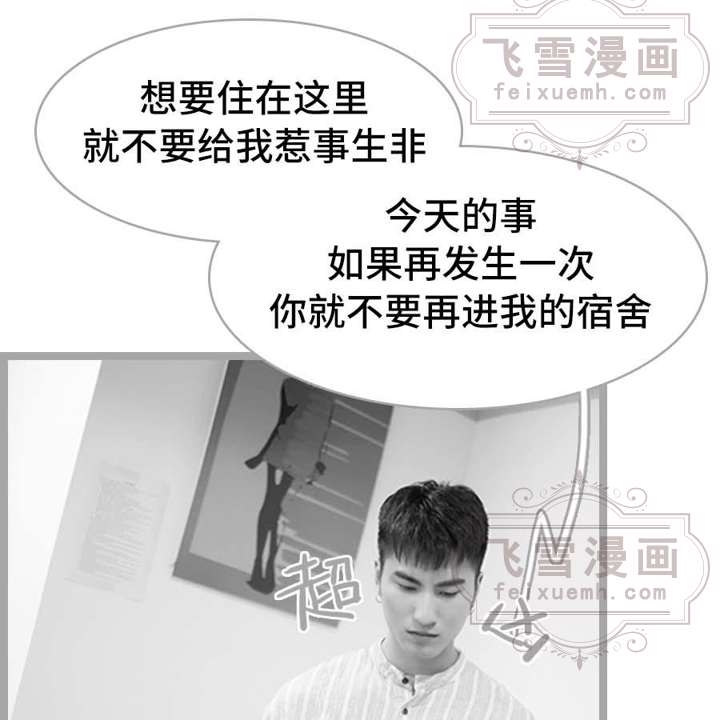 飞雪漫画
feixuemh.com
想要住在这里
就不要给我惹事生非
今天的事
如果再发生一次
你就不要再进我的宿舍
飞雪漫画
feixuemh.com
超
凶